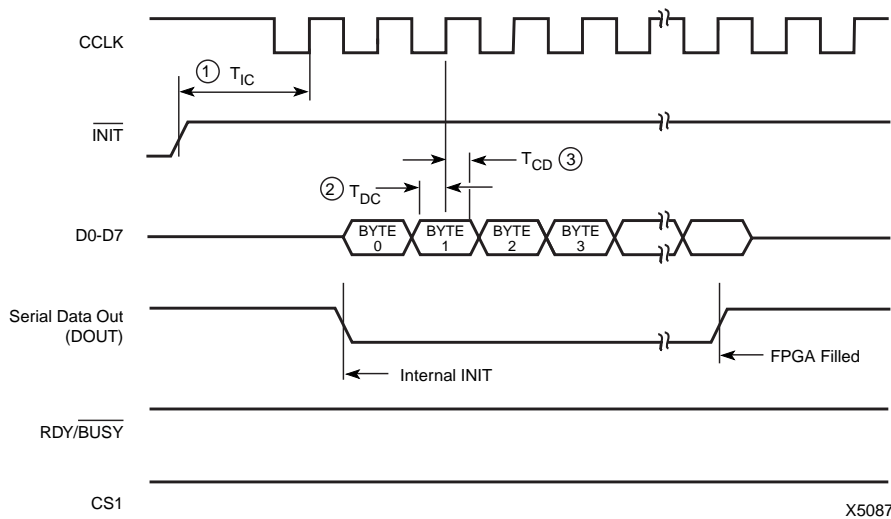 CCLK
① T_IC
INIT
T_CD ③
② T_DC
D0-D7
BYTE 0
BYTE 1
BYTE 2
BYTE 3
Serial Data Out
(DOUT)
Internal INIT
FPGA Filled
RDY/BUSY
CS1
X5087